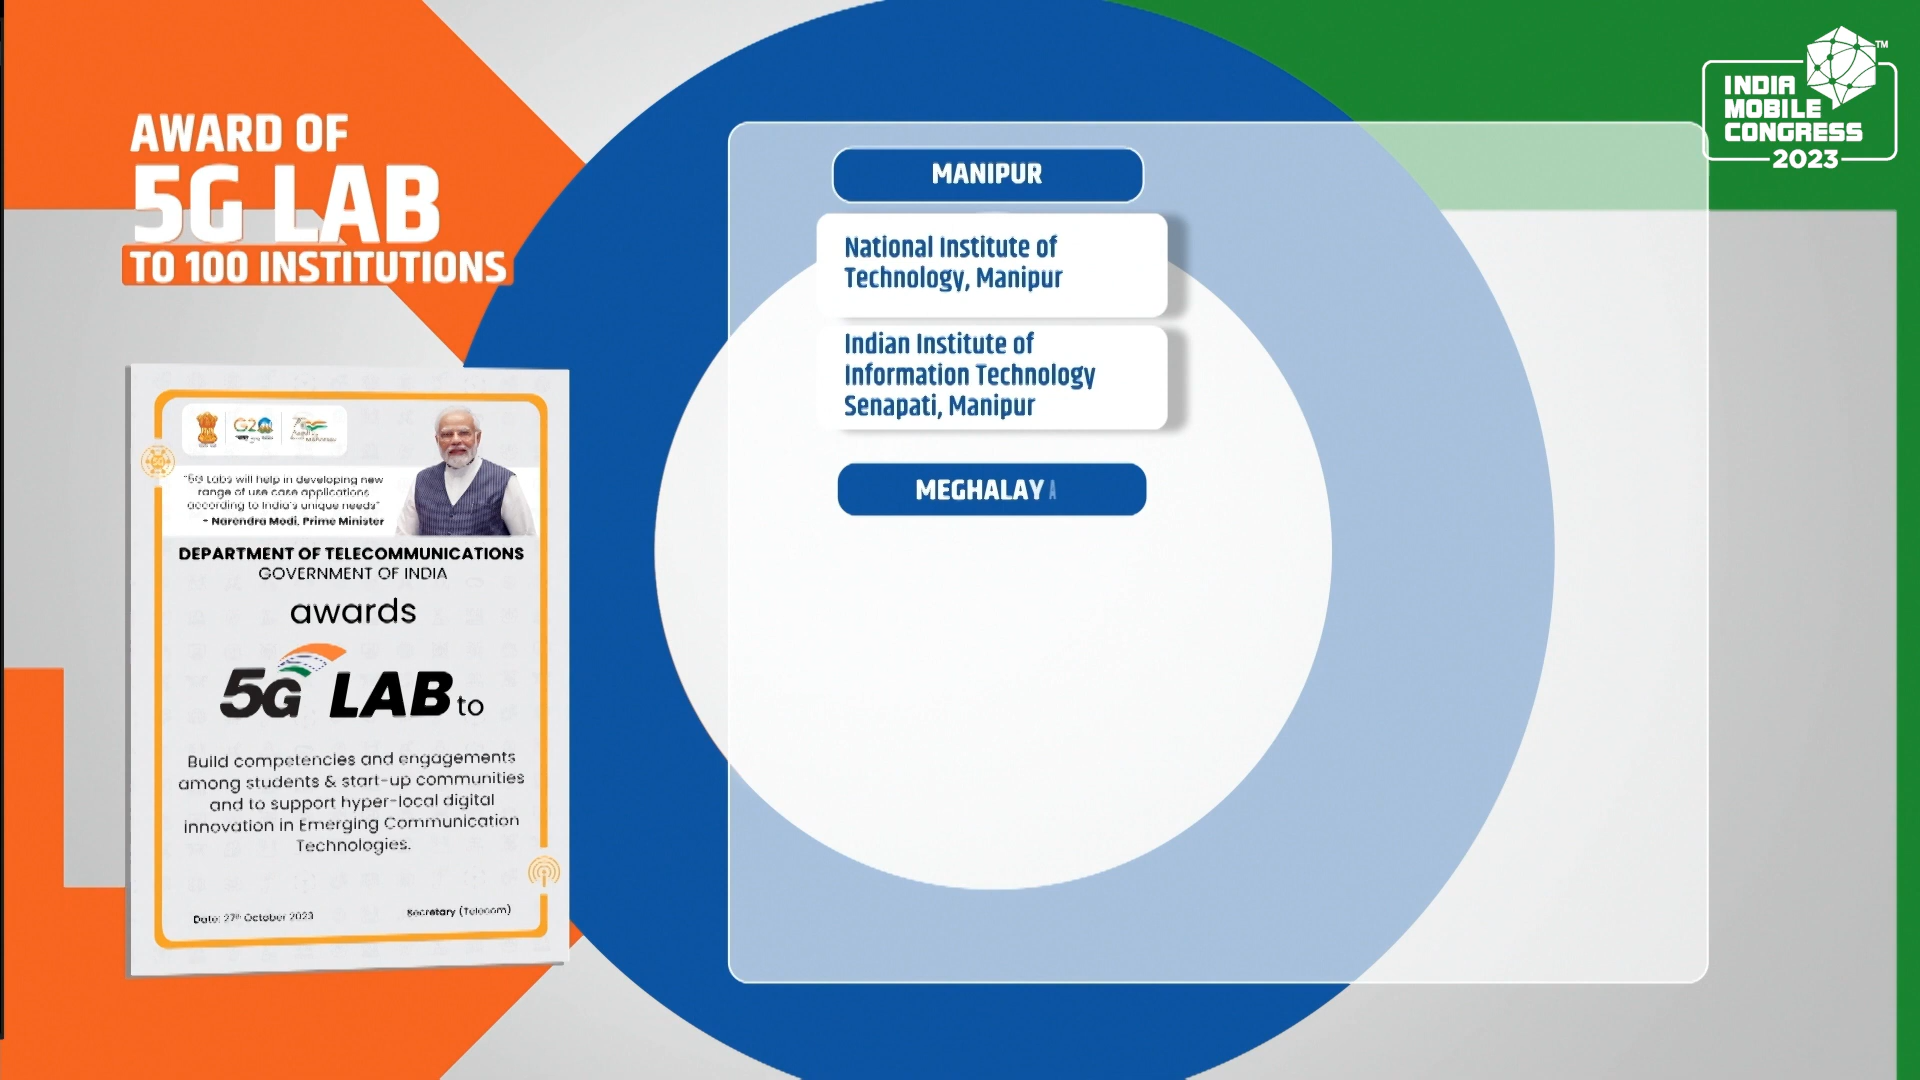 AWARD OF
5G LAB
TO 100 INSTITUTIONS
INDIA
MOBILE
CONGRESS
2023
TM
MANIPUR
National Institute of
Technology, Manipur
Indian Institute of
Information Technology
Senapati, Manipur
MEGHALAYA
G20
"5G Labs will help in developing new
range of use case applications
according to India's unique needs"
- Narendra Modi, Prime Minister
DEPARTMENT OF TELECOMMUNICATIONS
GOVERNMENT OF INDIA
awards
5G LAB to
Build competencies and engagements
among students & start-up communities
and to support hyper-local digital
innovation in Emerging Communication
Technologies.
Date: 27th October 2023
Secretary (Telecom)